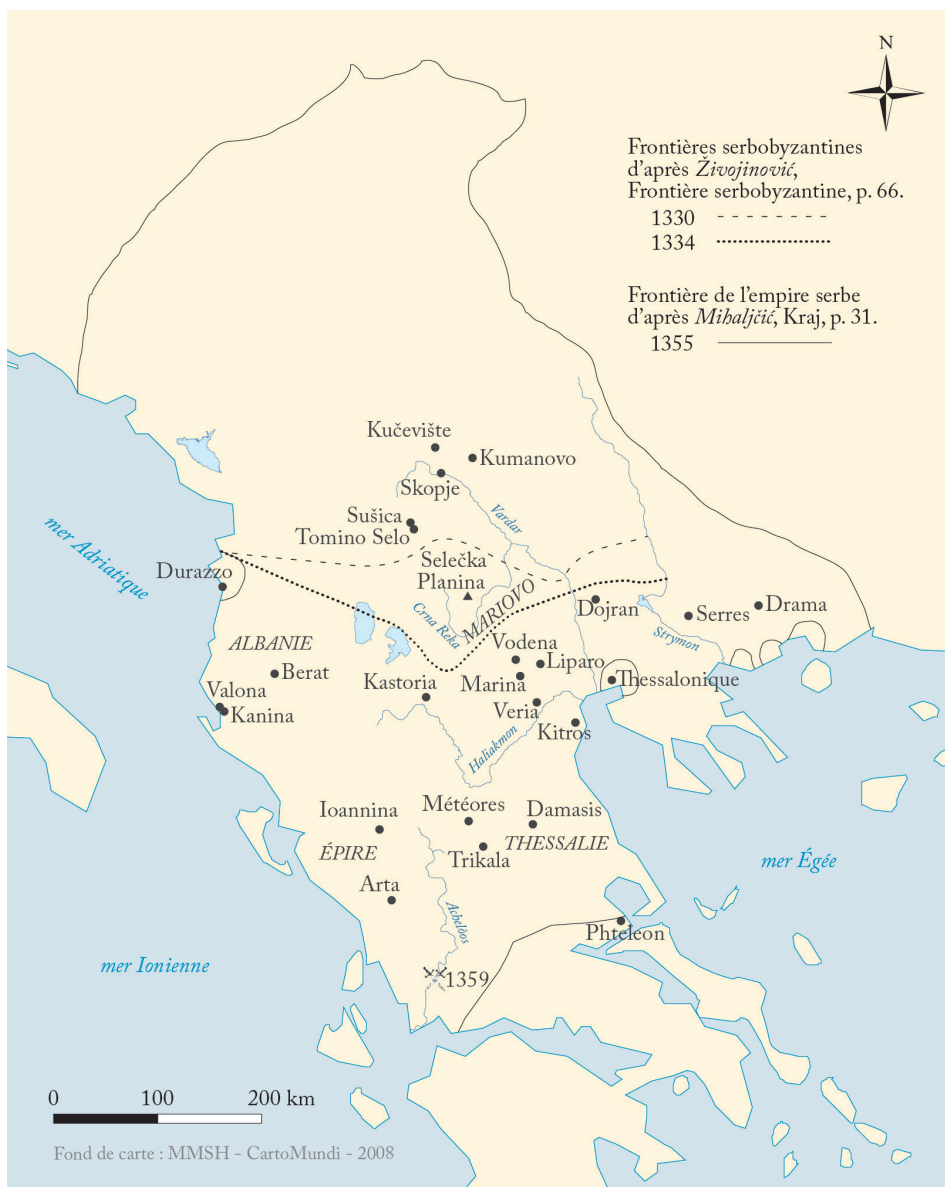 N
Frontières serbobyzantines
d'après Živojinović,
Frontière serbobyzantine, p. 66.
1330
1334
Frontière de l'empire serbe
d'après Mihaljčić, Kraj, p. 31.
1355
Kučevište
Kumanovo
Skopje
Vardar
Sušica
Tomino Selo
mer Adriatique
Durazzo
Selečka
Planina
MARIOVO
Crna Reka
Dojran
Serres
Drama
Strymon
ALBANIE
Berat
Vodena
Liparo
Marina
Thessalonique
Kastoria
Valona
Kanina
Veria
Kitros
Haliakmon
Ioannina
Météores
Damasis
ÉPIRE
Trikala
THESSALIE
mer Égée
Arta
Achelôos
Phteleon
mer Ionienne
1359
0 100 200 km
Fond de carte : MMSH - CartoMundi - 2008